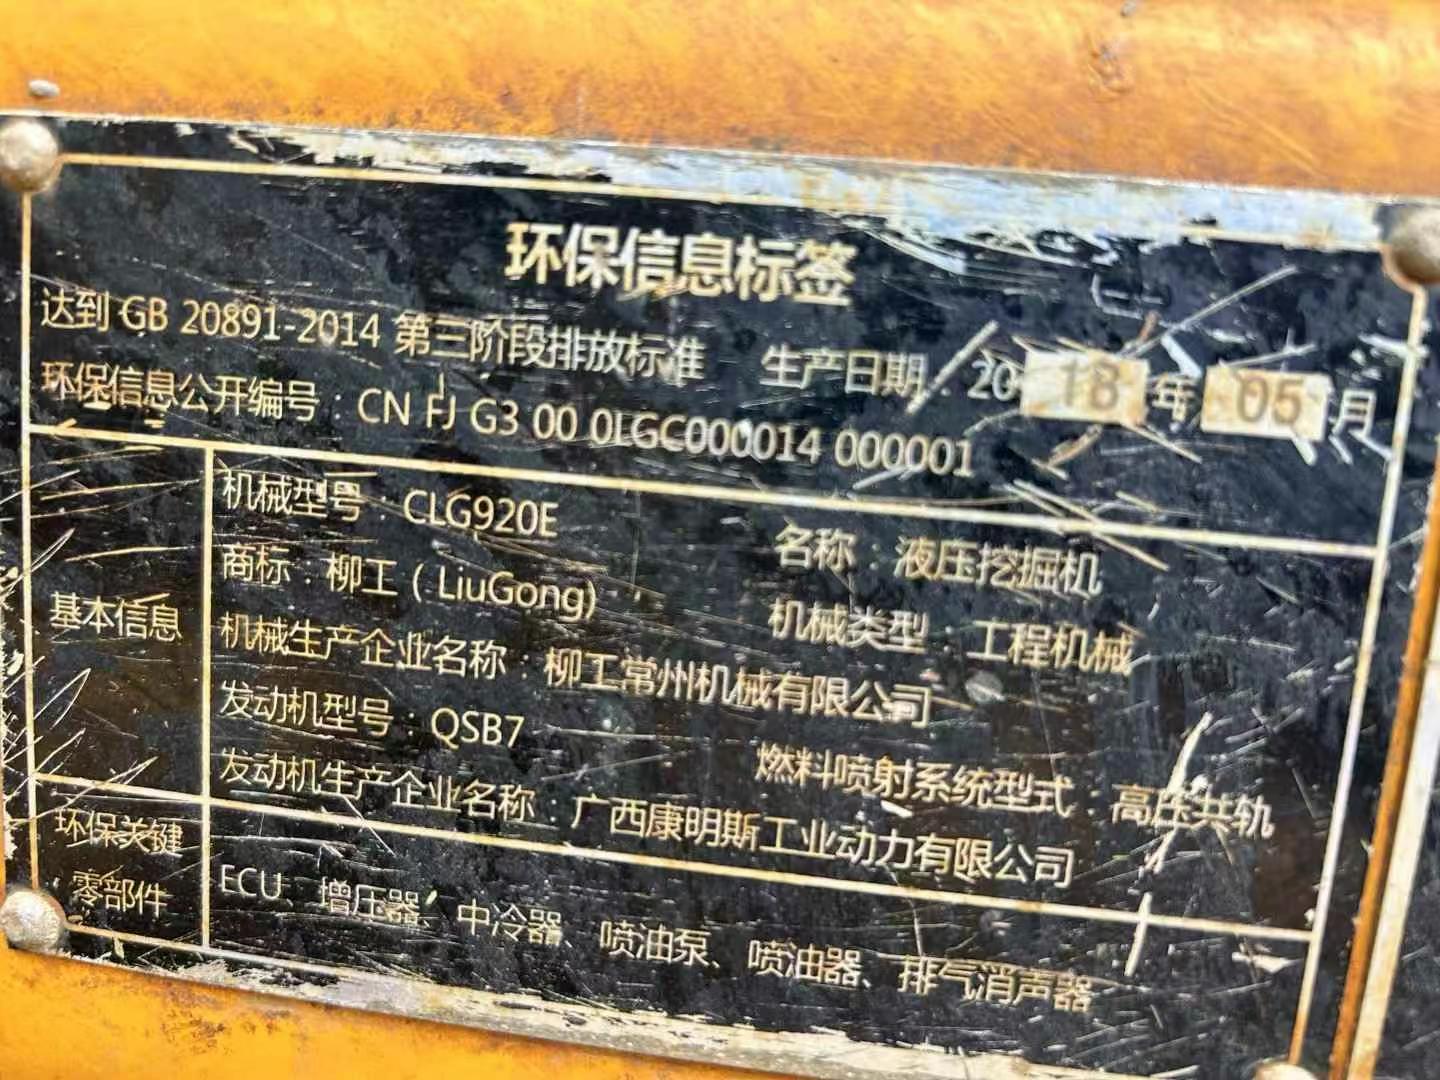 环保信息标签
达到 GB 20891-2014 第三阶段排放标准 生产日期：2018年05月
环保信息公开编号：CN FJ G3 00 0LGC000014 000001
基本信息
机械型号：CLG920E 名称：液压挖掘机
商标：柳工 ( LiuGong) 机械类型：工程机械
机械生产企业名称：柳工常州机械有限公司
发动机型号：QSB7 燃料喷射系统型式：高压共轨
发动机生产企业名称：广西康明斯工业动力有限公司
环保关键
零部件
ECU、增压器、中冷器、喷油泵、喷油器、排气消声器